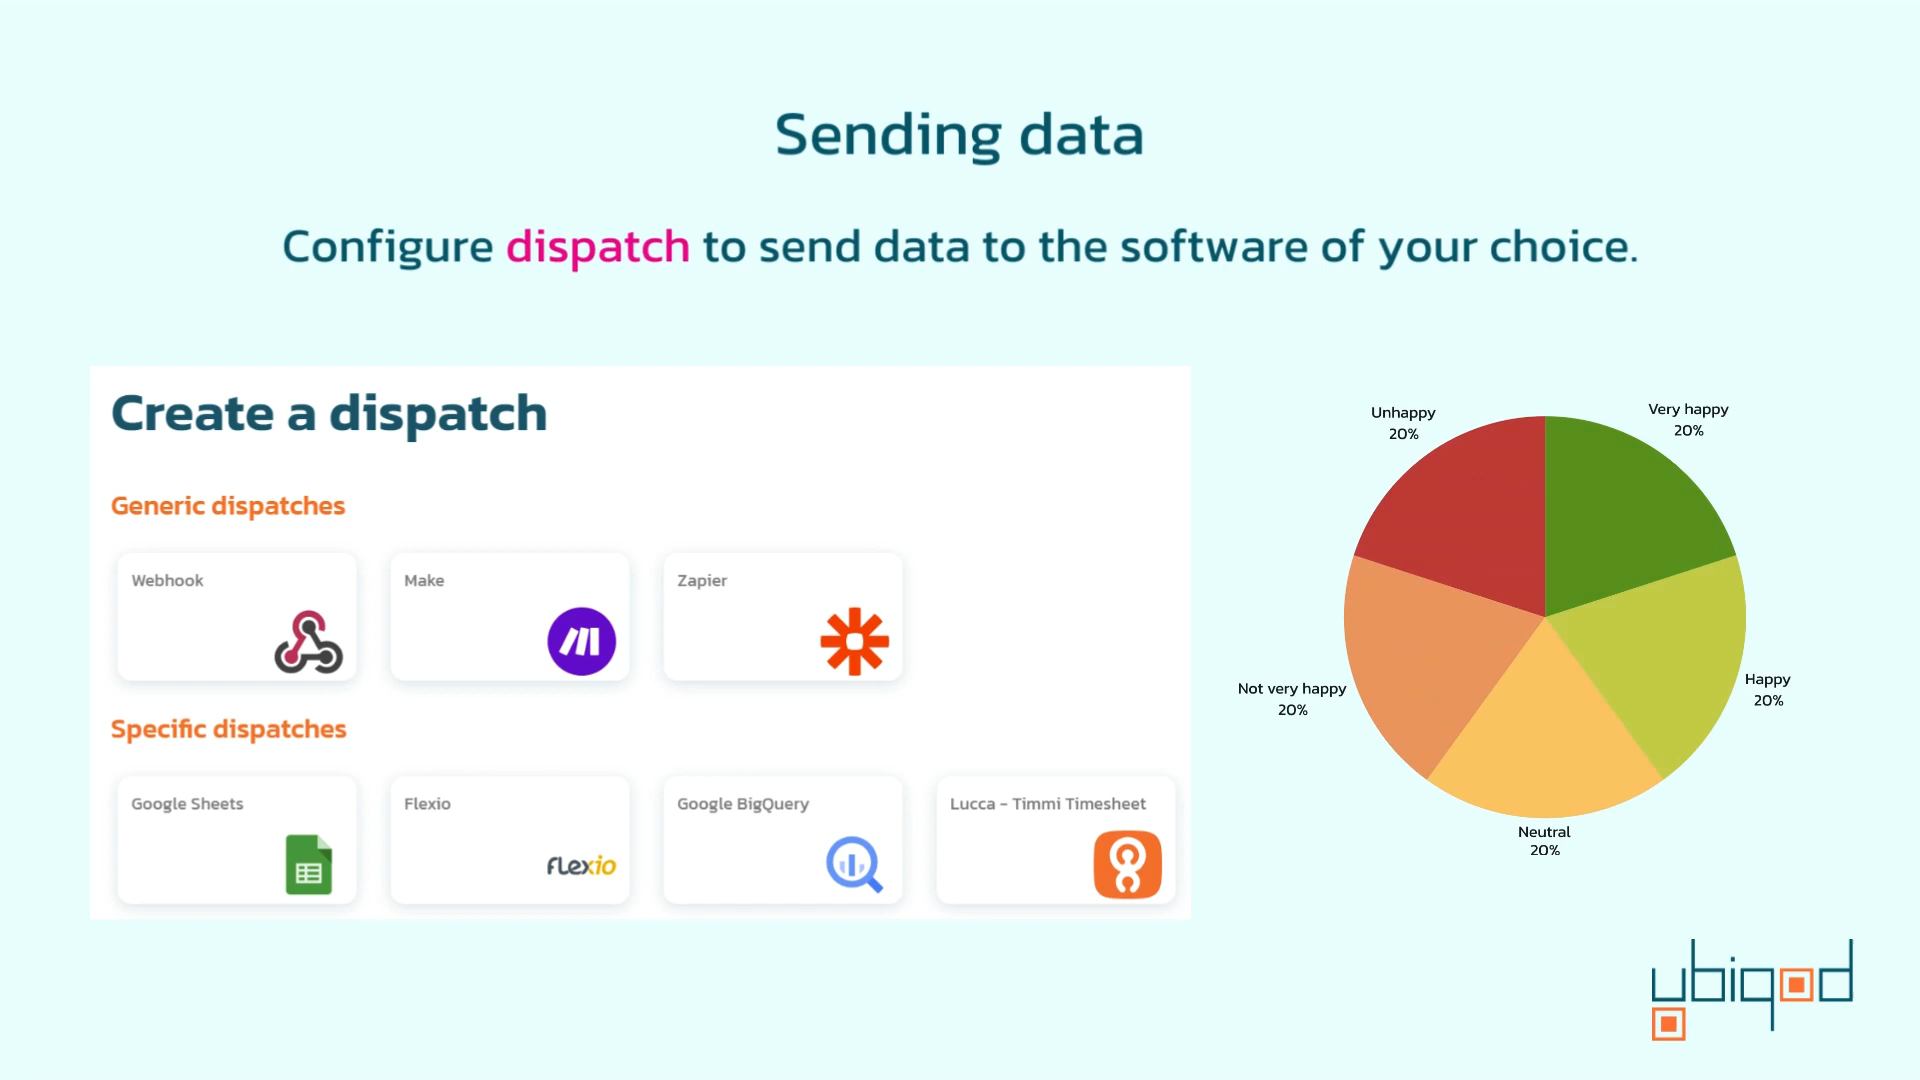 Sending data
Configure dispatch to send data to the software of your choice.
Create a dispatch
Generic dispatches
Webhook
Make
Zapier
Specific dispatches
Google Sheets
Flexio
flexio
Google BigQuery
Lucca - Timmi Timesheet
Unhappy
20%
Very happy
20%
Not very happy
20%
Happy
20%
Neutral
20%
ubiqod